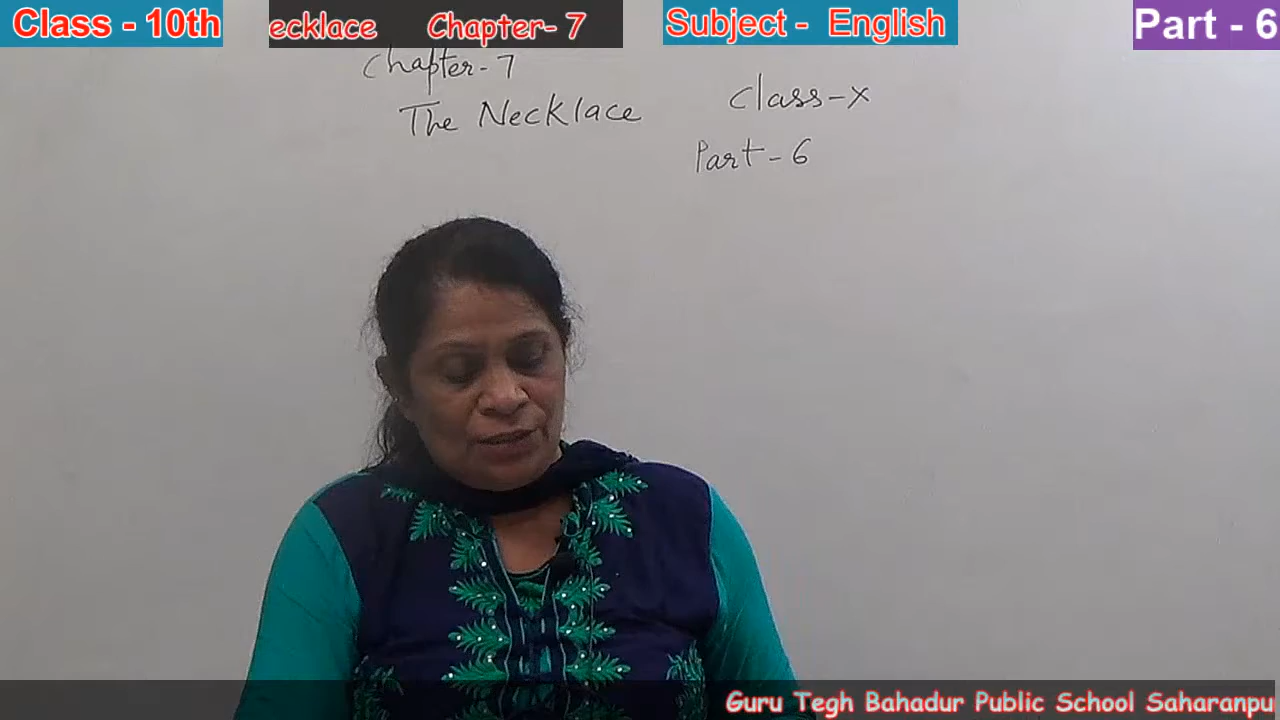 Class - 10th
ecklace Chapter- 7
Subject - English
Part - 6
Chapter-7
The Necklace
Class-X
Part-6
Guru Tegh Bahadur Public School Saharanpu